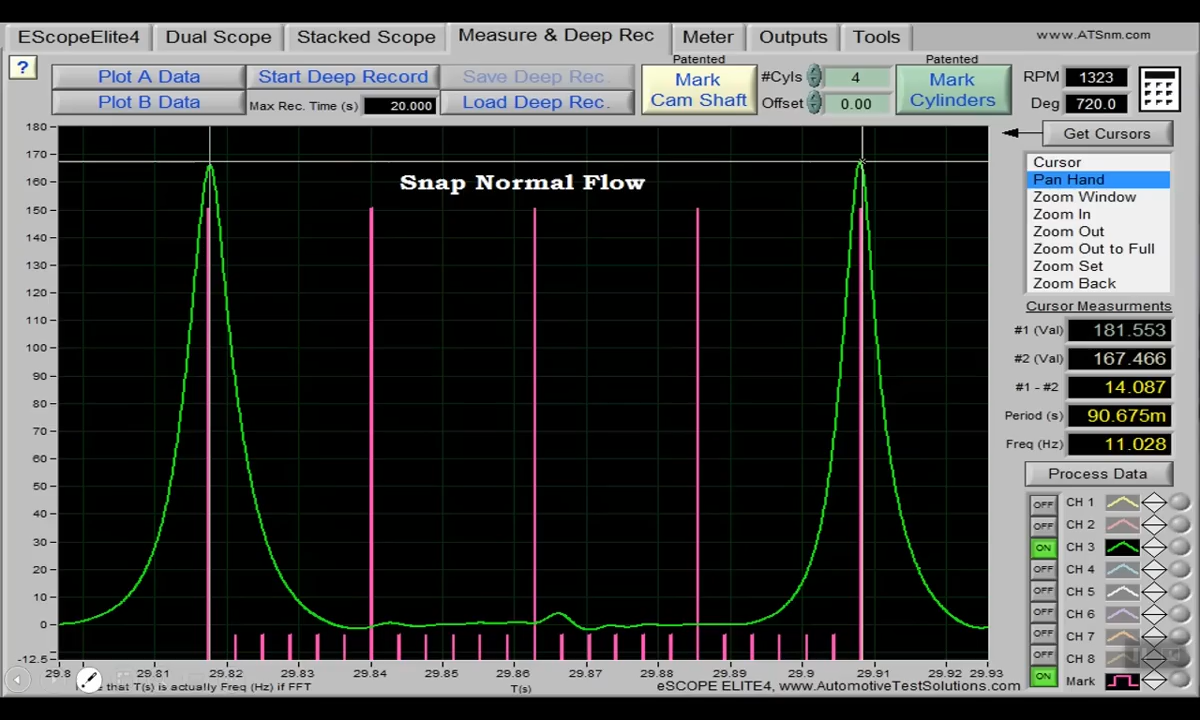 EScopeElite4 Dual Scope Stacked Scope Measure & Deep Rec Meter Outputs Tools www.ATSnm.com
? Plot A Data Start Deep Record Save Deep Rec. Patented Mark Cam Shaft #Cyls 4 Patented Mark Cylinders RPM 1323
Plot B Data Max Rec. Time (s) 20.000 Load Deep Rec. Offset 0.00 Deg 720.0
Get Cursors
Cursor
Pan Hand
Zoom Window
Zoom In
Zoom Out
Zoom Out to Full
Zoom Set
Zoom Back
Cursor Measurments
#1 (Val) 181.553
#2 (Val) 167.466
#1 - #2 14.087
Period (s) 90.675m
Freq (Hz) 11.028
Process Data
OFF CH 1
OFF CH 2
ON CH 3
OFF CH 4
OFF CH 5
OFF CH 6
OFF CH 7
OFF CH 8
ON Mark
Snap Normal Flow
180
170
160
150
140
130
120
110
100
90
80
70
60
50
40
30
20
10
0
-12.5
29.8 29.81 29.82 29.83 29.84 29.85 29.86 29.87 29.88 29.89 29.9 29.91 29.92 29.93
that T(s) is actually Freq (Hz) if FFT T(s) eSCOPE ELITE4, www.AutomotiveTestSolutions.com